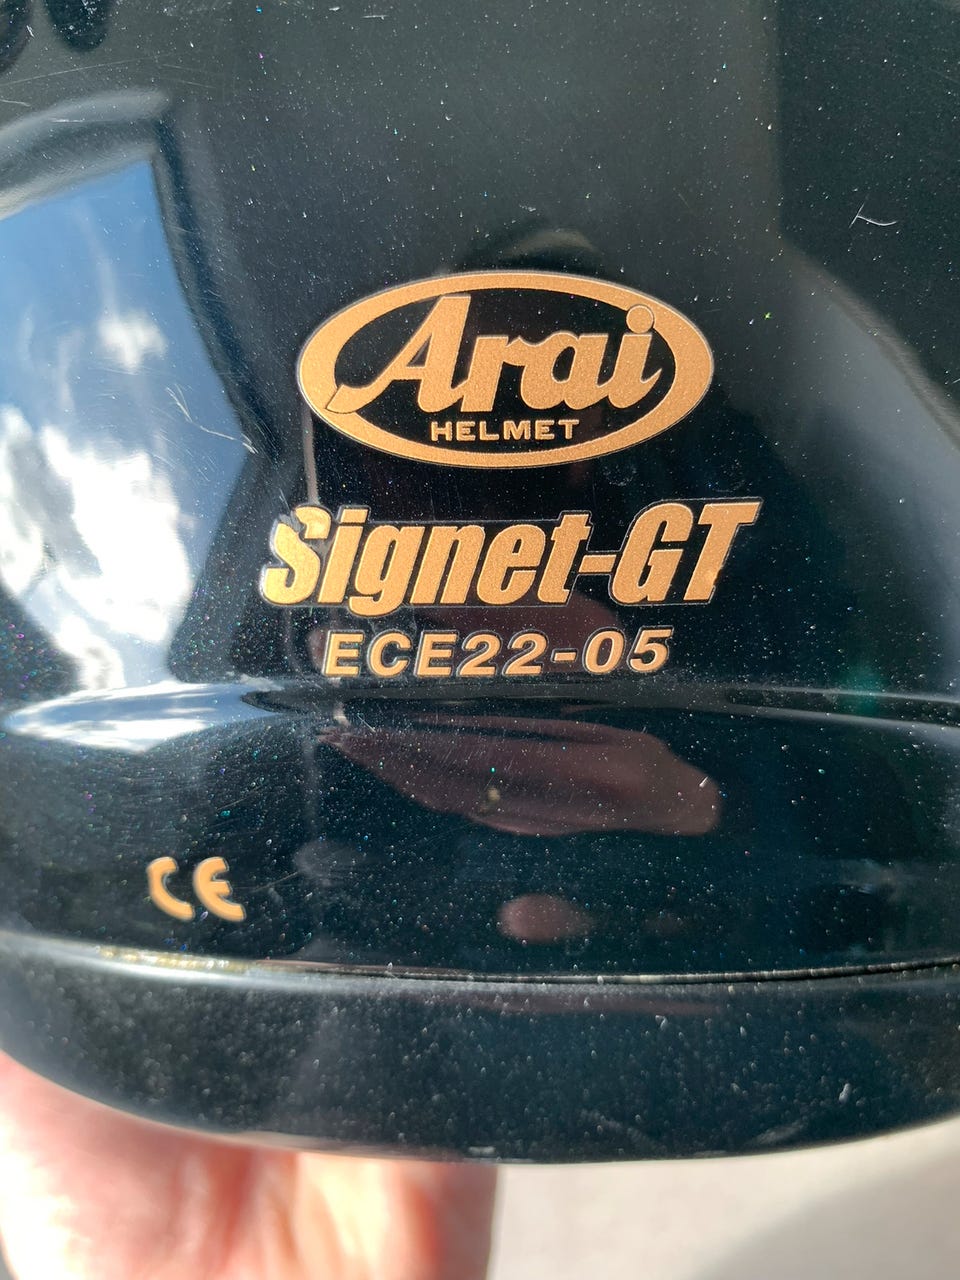 Arai
HELMET
Signet-GT
ECE22-05
CE